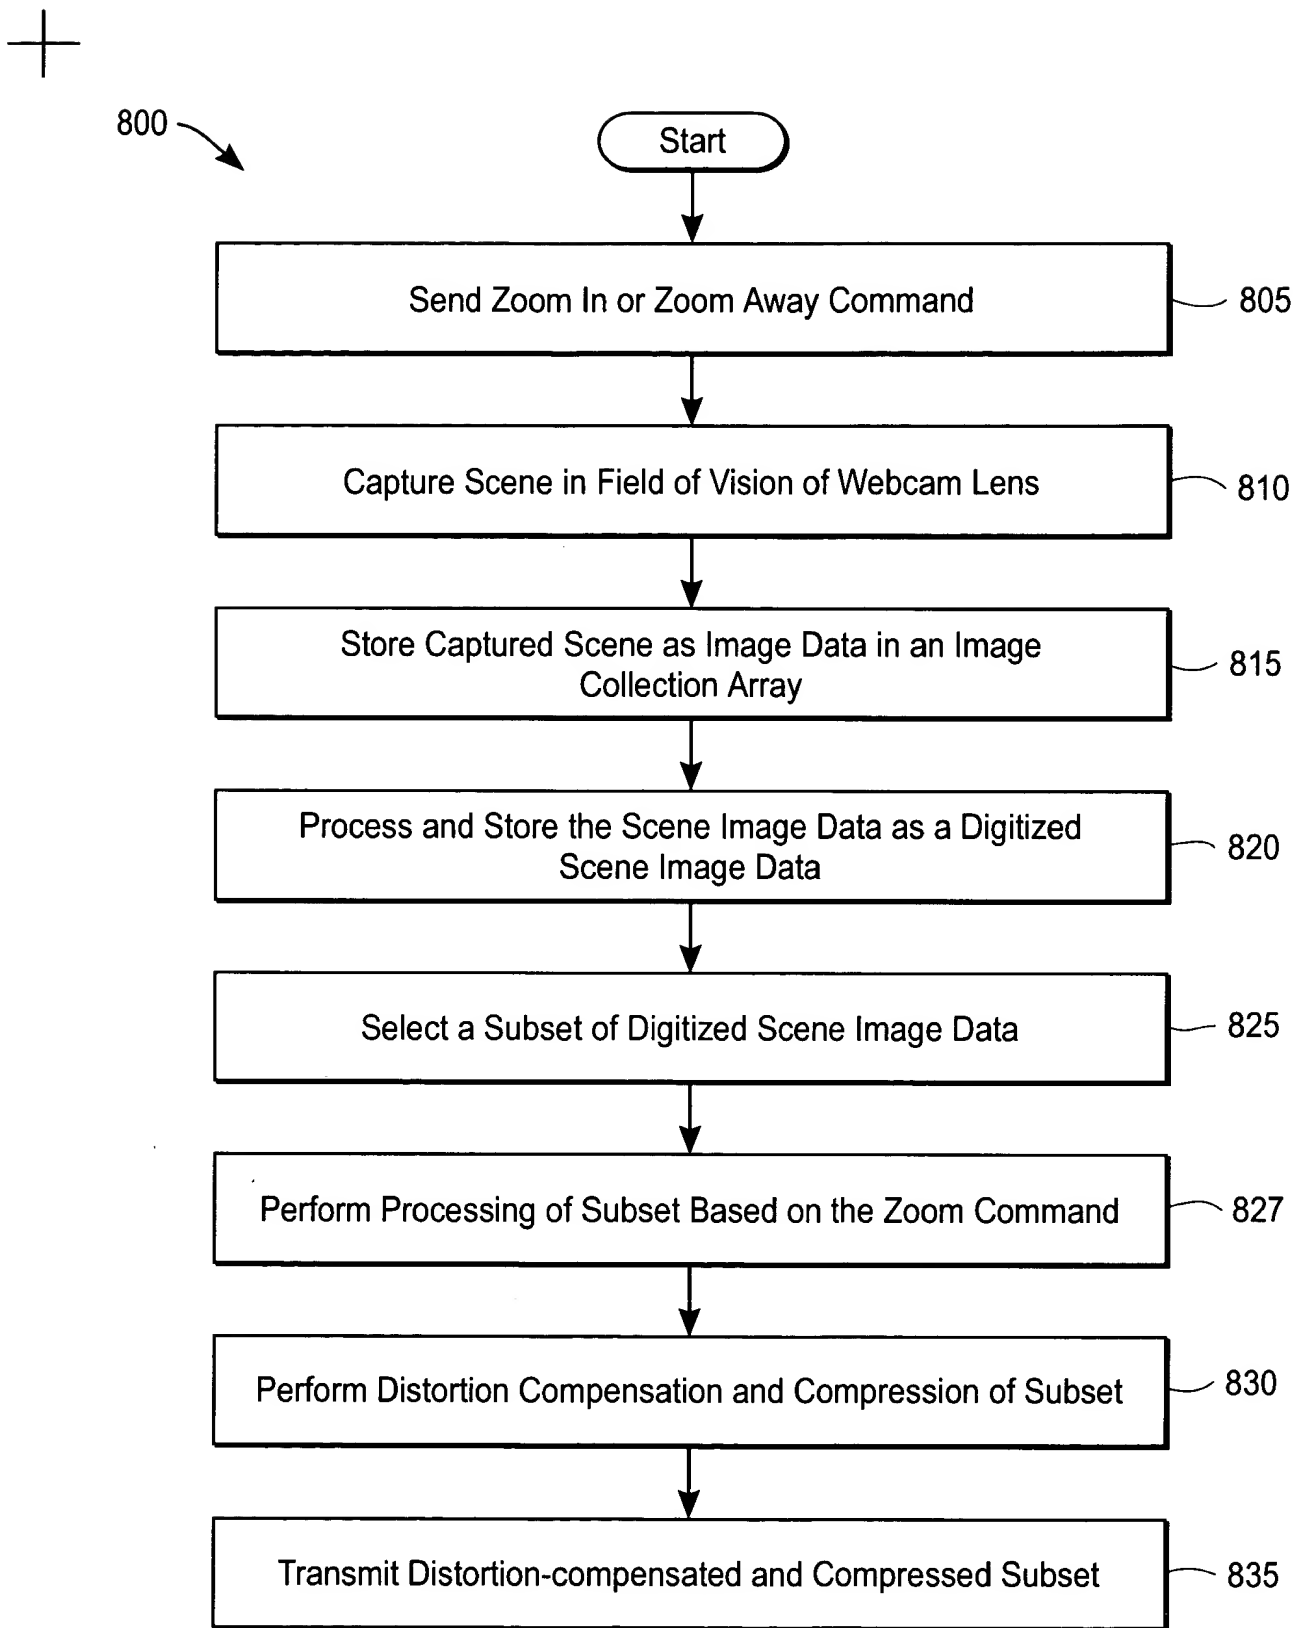 800
Start
Send Zoom In or Zoom Away Command
805
Capture Scene in Field of Vision of Webcam Lens
810
Store Captured Scene as Image Data in an Image
Collection Array
815
Process and Store the Scene Image Data as a Digitized
Scene Image Data
820
Select a Subset of Digitized Scene Image Data
825
Perform Processing of Subset Based on the Zoom Command
827
Perform Distortion Compensation and Compression of Subset
830
Transmit Distortion-compensated and Compressed Subset
835